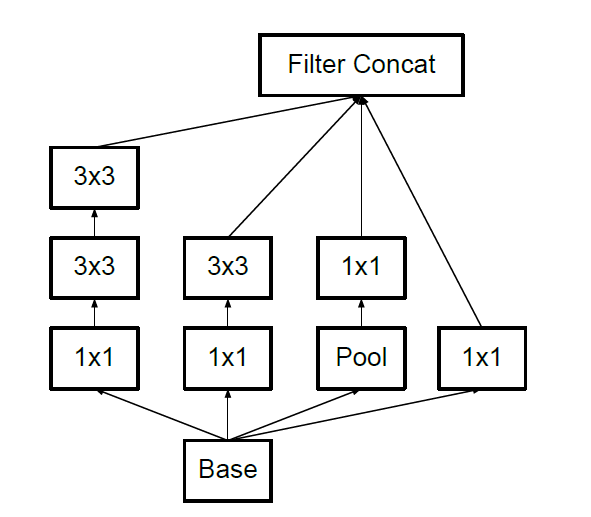 Filter Concat
3x3
3x3
3x3
1x1
1x1
1x1
Pool
1x1
Base